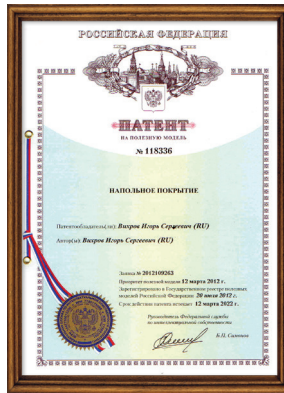 РОССИЙСКАЯ ФЕДЕРАЦИЯ
ПАТЕНТ
НА ПОЛЕЗНУЮ МОДЕЛЬ
№ 118336
НАПОЛЬНОЕ ПОКРЫТИЕ
Патентообладатель(ли): Вихров Игорь Сергеевич (RU)
Автор(ы): Вихров Игорь Сергеевич (RU)
Заявка № 2012109263
Приоритет полезной модели 12 марта 2012 г.
Зарегистрировано в Государственном реестре полезных
моделей Российской Федерации 20 июля 2012 г.
Срок действия патента истекает 12 марта 2022 г.
Руководитель Федеральной службы
по интеллектуальной собственности
Б.П. Симонов